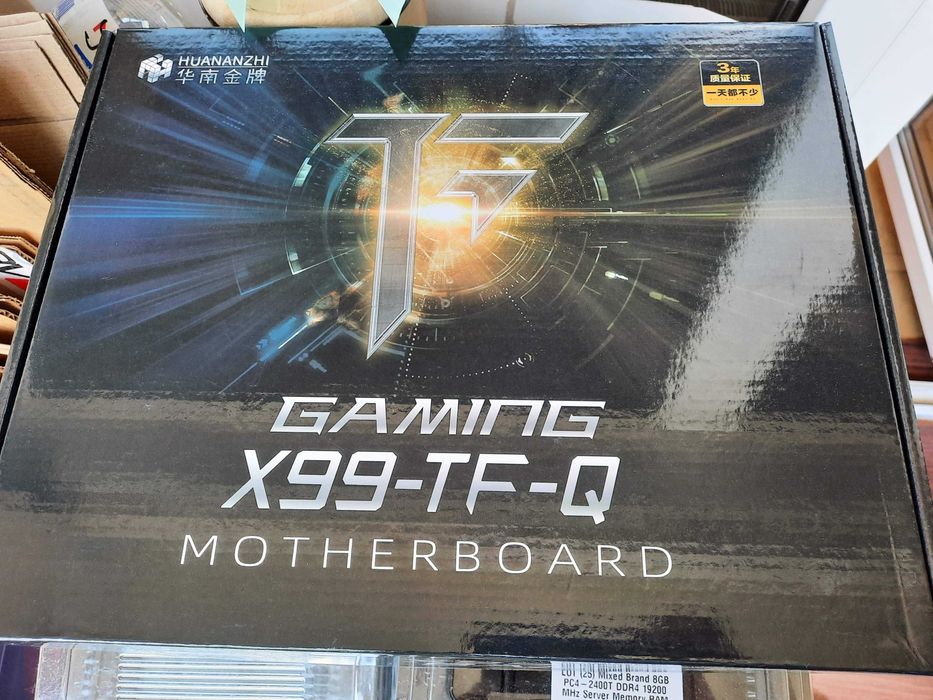 HUANANZHI
华南金牌
3年
质量保证
一天都不少
TF
GAMING
X99-TF-Q
MOTHERBOARD
Mixed Brand 8GB
PC4-2400T DDR4 19200
MHz Server Memory RAM